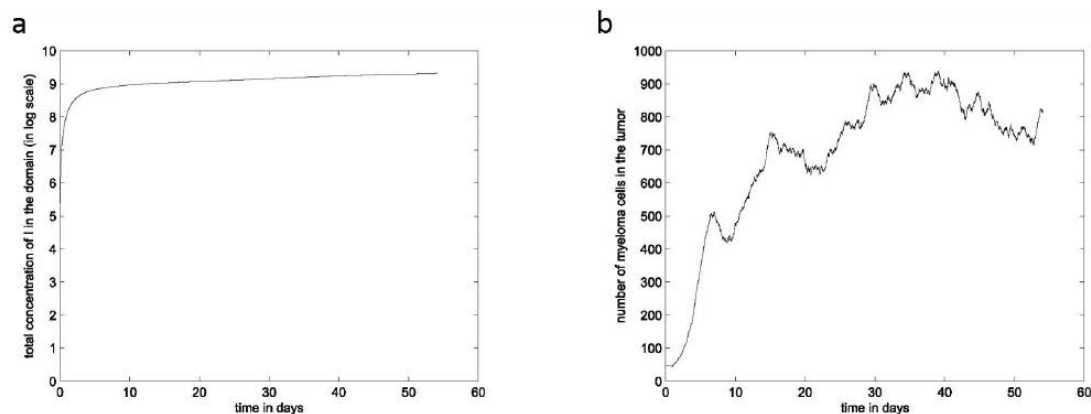 a
total concentration of I in the domain (in log scale)
10
9
8
7
6
5
4
3
2
1
0
0 10 20 30 40 50 60
time in days
b
number of myeloma cells in the tumor
1000
900
800
700
600
500
400
300
200
100
0
0 10 20 30 40 50 60
time in days